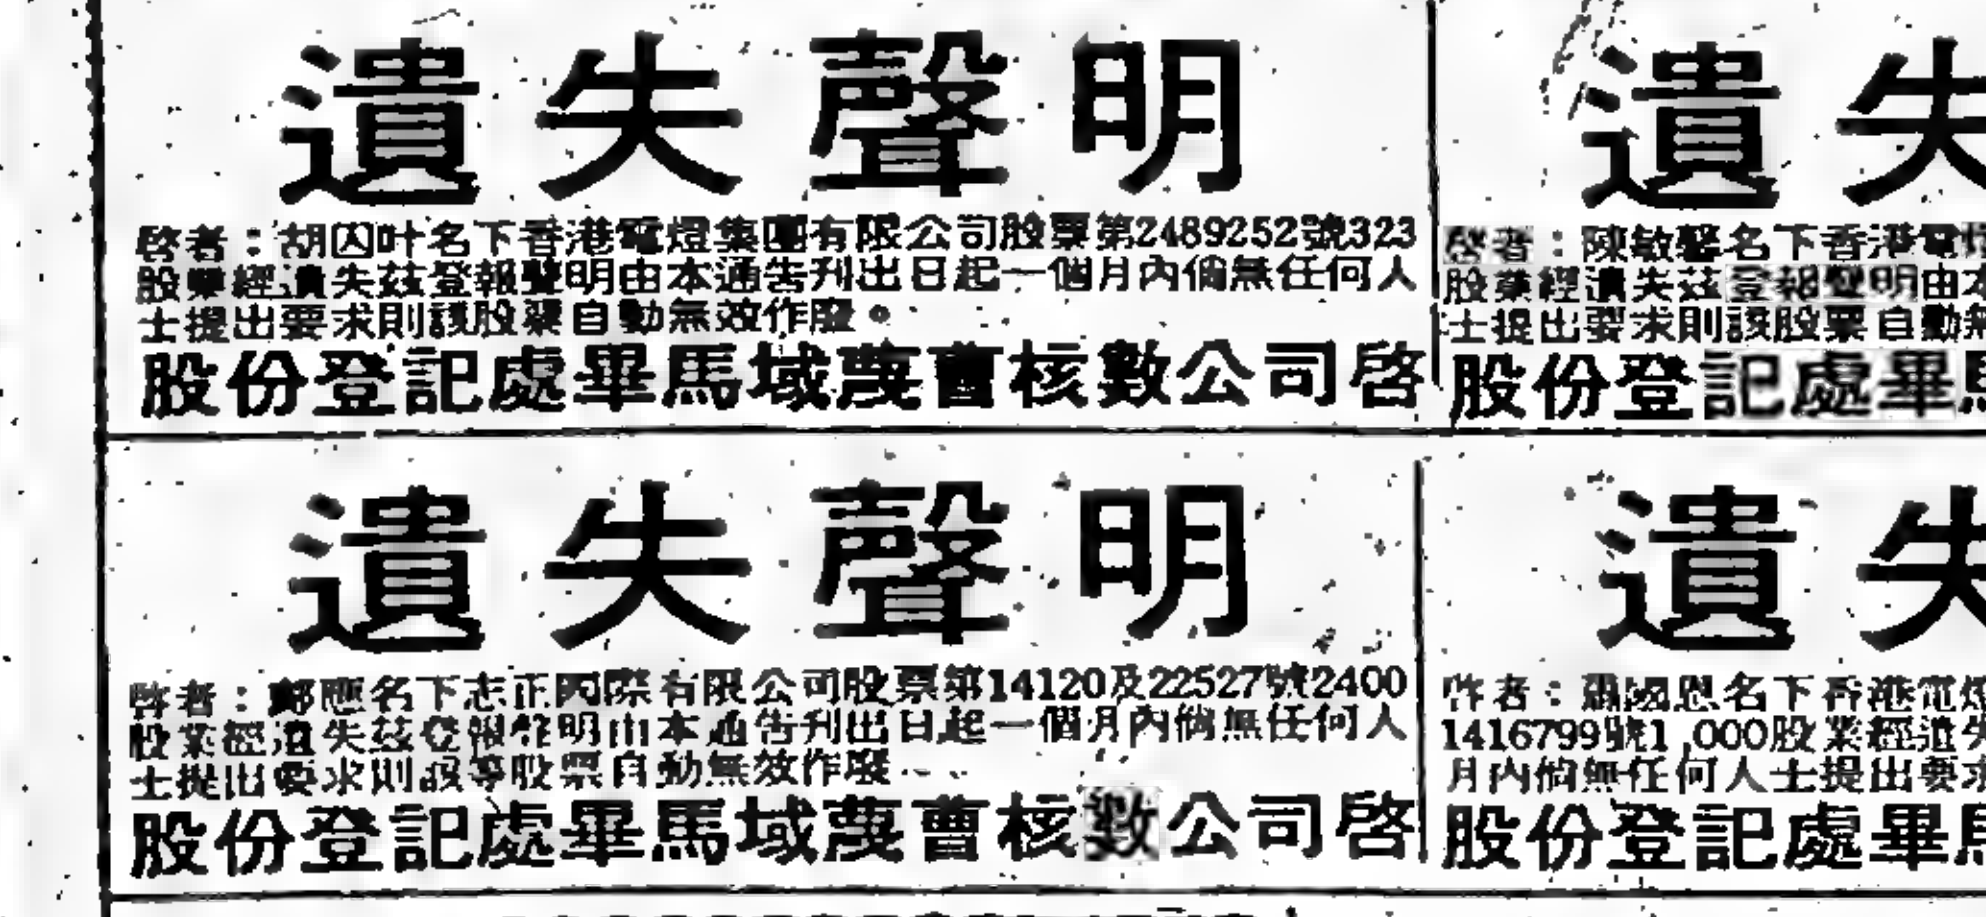 遺失聲明
啓者：胡囚叶名下香港電燈集團有限公司股票第2489252號323
股業經遺失茲登報聲明由本通告刋出日起一個月內倘無任何人
士提出要求則該股票自動無效作廢。
股份登記處畢馬域蔑曹核數公司啓
遺失
啓者：陳敏馨名下香港電燈
股業經遺失茲登報聲明由本
士提出要求則該股票自動無
股份登記處畢馬
遺失聲明
啓者：鄭應名下志正國際有限公司股票第14120及22527號2400
股業經遺失茲登報聲明由本通告刋出日起一個月內倘無任何人
士提出要求則該等股票自動無效作廢
股份登記處畢馬域蔑曹核數公司啓
遺失
啓者：恩名下香港電燈
1416799號1,000股業經遺失
月內倘無任何人士提出要求
股份登記處畢馬